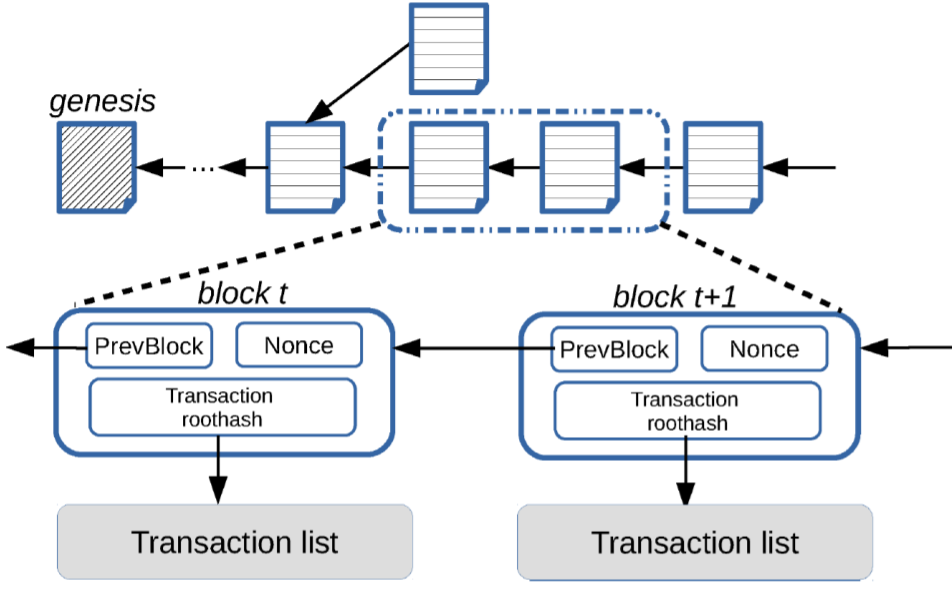 genesis
...
block t
block t+1
PrevBlock
Nonce
PrevBlock
Nonce
Transaction
roothash
Transaction
roothash
Transaction list
Transaction list